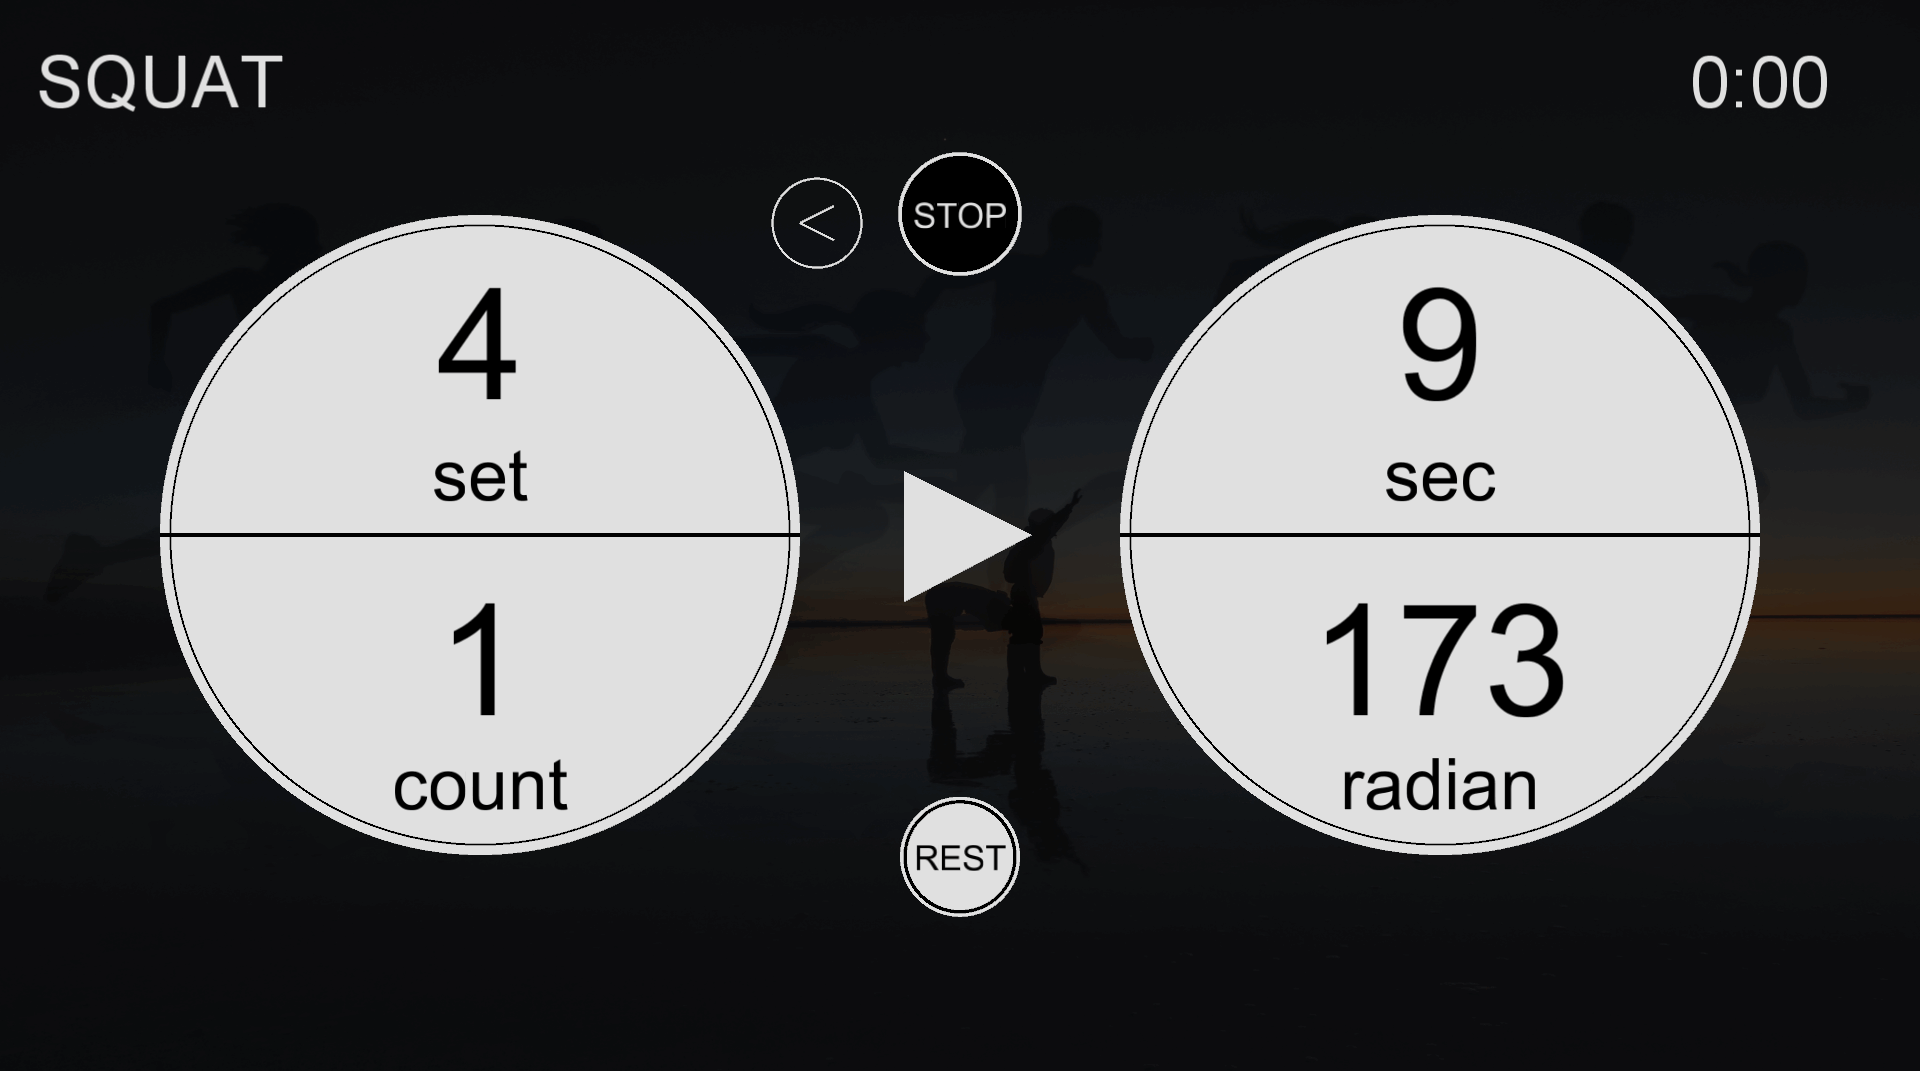 SQUAT
0:00
<
STOP
4
set
1
count
9
sec
173
radian
REST